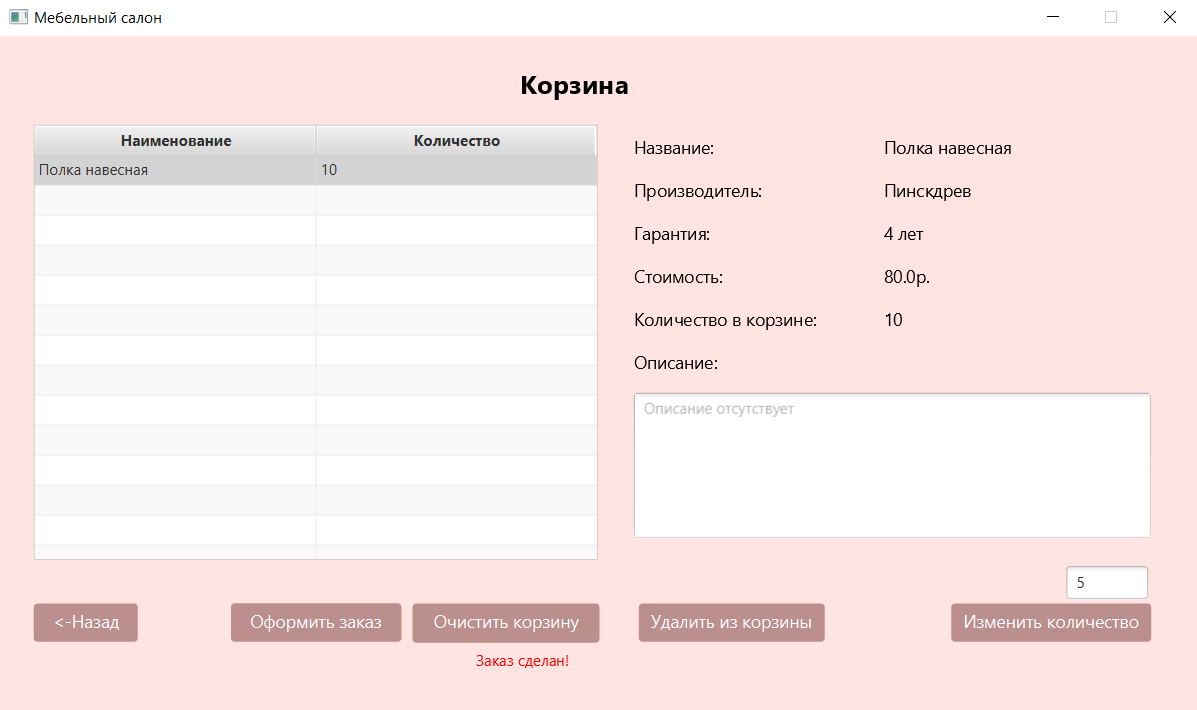 Мебельный салон
Корзина
Наименование Количество
Полка навесная 10
Название: Полка навесная
Производитель: Пинскдрев
Гарантия: 4 лет
Стоимость: 80.0р.
Количество в корзине: 10
Описание:
Описание отсутствует
5
<-Назад Оформить заказ Очистить корзину Удалить из корзины Изменить количество
Заказ сделан!